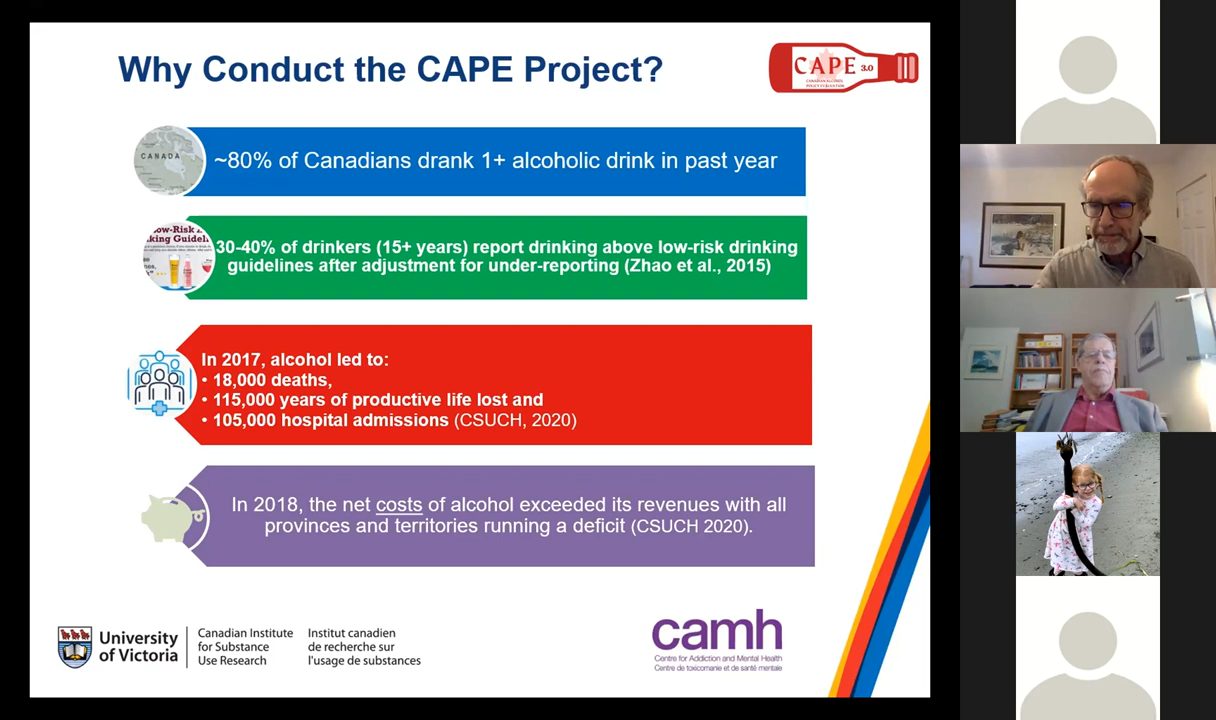 Why Conduct the CAPE Project?
CAPE 3.0
CANADIAN ALCOHOL
POLICY EVALUATION
CANADA
~80% of Canadians drank 1+ alcoholic drink in past year
30-40% of drinkers (15+ years) report drinking above low-risk drinking
guidelines after adjustment for under-reporting (Zhao et al., 2015)
In 2017, alcohol led to:
• 18,000 deaths,
• 115,000 years of productive life lost and
• 105,000 hospital admissions (CSUCH, 2020)
In 2018, the net costs of alcohol exceeded its revenues with all
provinces and territories running a deficit (CSUCH 2020).
University
of Victoria
Canadian Institute
for Substance
Use Research
Institut canadien
de recherche sur
l'usage de substances
camh
Centre for Addiction and Mental Health
Centre de toxicomanie et de santé mentale